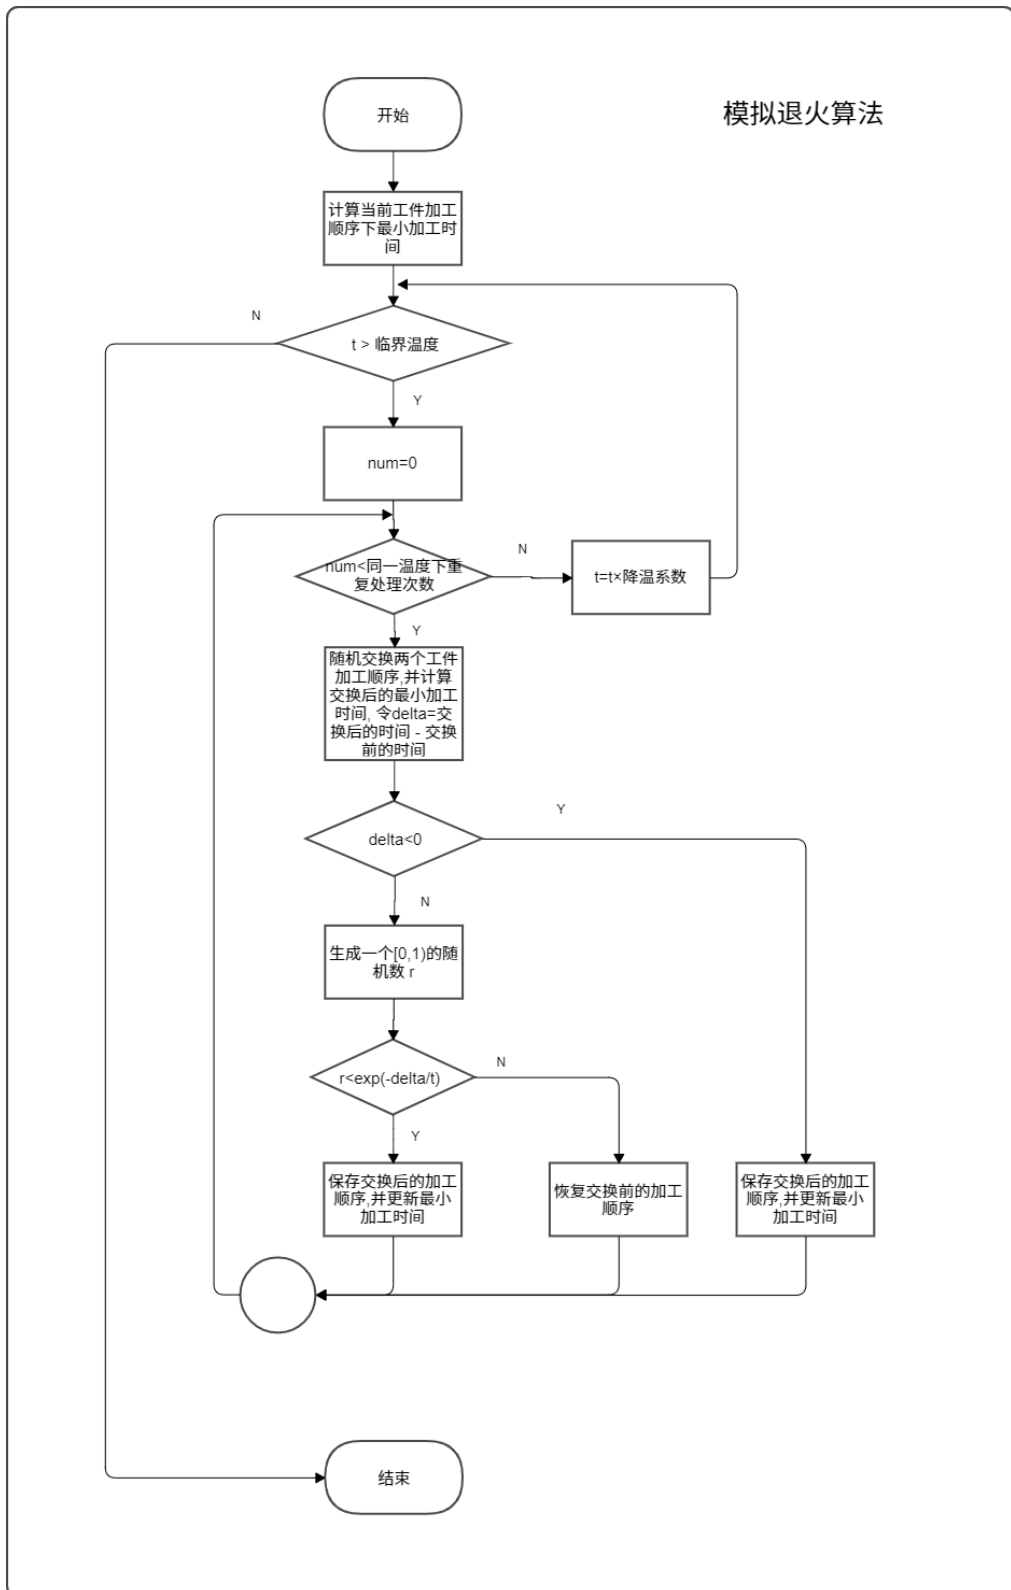 模拟退火算法
开始
计算当前工件加工
顺序下最小加工时
间
N
t > 临界温度
Y
num=0
N
num<同一温度下重
复处理次数
t=t×降温系数
Y
随机交换两个工件
加工顺序,并计算
交换后的最小加工
时间, 令delta=交
换后的时间 - 交换
前的时间
Y
delta<0
N
生成一个[0,1)的随
机数 r
N
r<exp(-delta/t)
Y
保存交换后的加工
顺序,并更新最小
加工时间
恢复交换前的加工
顺序
保存交换后的加工
顺序,并更新最小
加工时间
结束